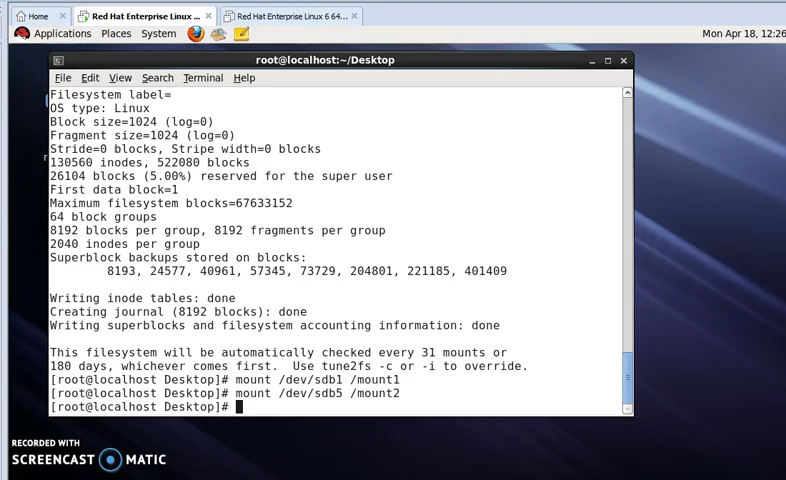 Home
Red Hat Enterprise Linux ...
Red Hat Enterprise Linux 6 64...
Applications Places System
Mon Apr 18, 12:26
root@localhost:~/Desktop
File Edit View Search Terminal Help
Filesystem label=
OS type: Linux
Block size=1024 (log=0)
Fragment size=1024 (log=0)
Stride=0 blocks, Stripe width=0 blocks
130560 inodes, 522080 blocks
26104 blocks (5.00%) reserved for the super user
First data block=1
Maximum filesystem blocks=67633152
64 block groups
8192 blocks per group, 8192 fragments per group
2040 inodes per group
Superblock backups stored on blocks:
8193, 24577, 40961, 57345, 73729, 204801, 221185, 401409
Writing inode tables: done
Creating journal (8192 blocks): done
Writing superblocks and filesystem accounting information: done
This filesystem will be automatically checked every 31 mounts or
180 days, whichever comes first.  Use tune2fs -c or -i to override.
[root@localhost Desktop]# mount /dev/sdb1 /mount1
[root@localhost Desktop]# mount /dev/sdb5 /mount2
[root@localhost Desktop]#
RECORDED WITH
SCREENCAST MATIC